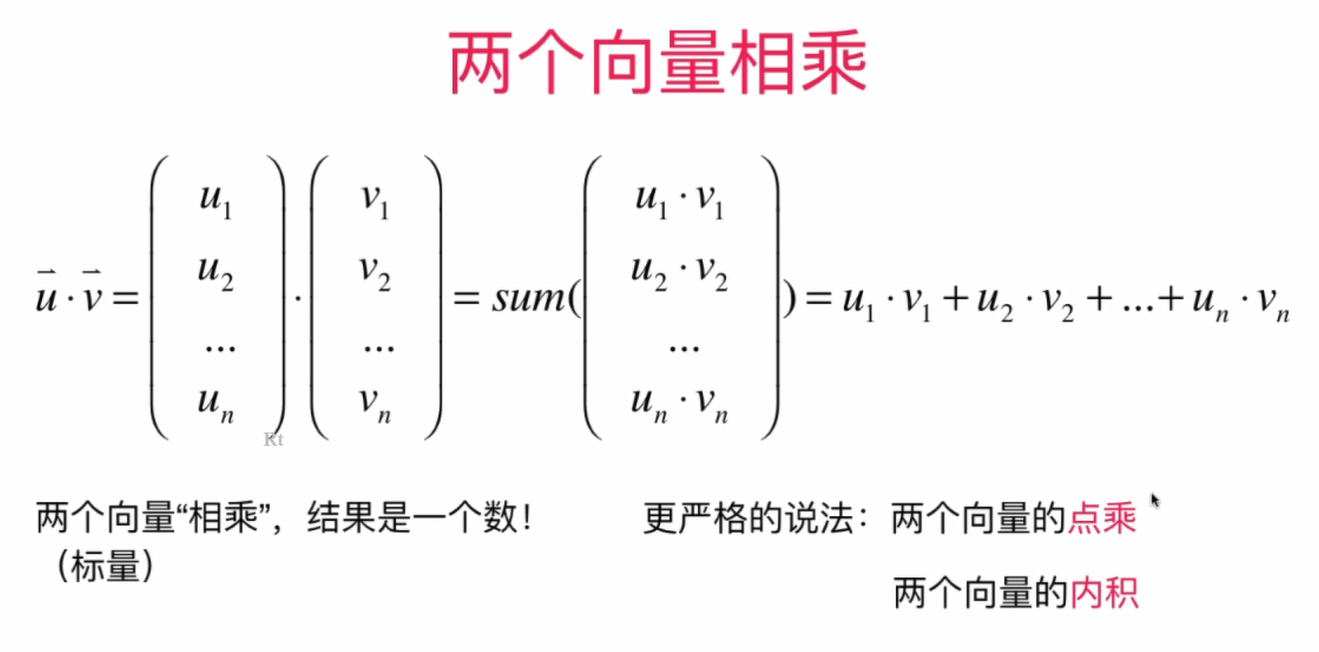 两个向量相乘
$\vec{u} \cdot \vec{v} = \begin{pmatrix} u_1 \\ u_2 \\ ... \\ u_n \end{pmatrix} \cdot \begin{pmatrix} v_1 \\ v_2 \\ ... \\ v_n \end{pmatrix} = sum(\begin{pmatrix} u_1 \cdot v_1 \\ u_2 \cdot v_2 \\ ... \\ u_n \cdot v_n \end{pmatrix}) = u_1 \cdot v_1 + u_2 \cdot v_2 + ... + u_n \cdot v_n$
Rt
两个向量“相乘”，结果是一个数！
（标量）
更严格的说法：两个向量的点乘
两个向量的内积